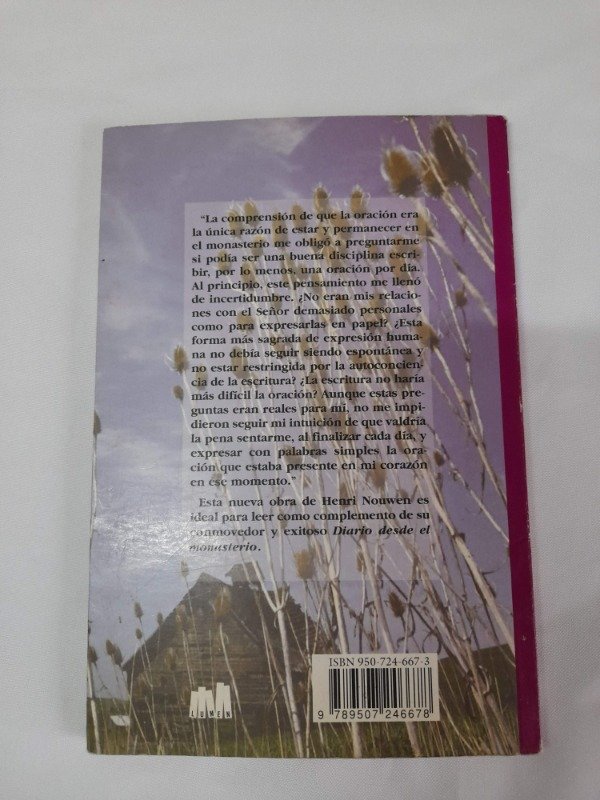 “La comprensión de que la oración era
la única razón de estar y permanecer en
el monasterio me obligó a preguntarme
si podía ser una buena disciplina escri-
bir, por lo menos, una oración por día.
Al principio, este pensamiento me llenó
de incertidumbre. ¿No eran mis relacio-
nes con el Señor demasiado personales
como para expresarlas en papel? ¿Esta
forma más sagrada de expresión huma-
na no debía seguir siendo espontánea y
no estar restringida por la autoconcien-
cia de la escritura? ¿La escritura no haría
más difícil la oración? Aunque estas pre-
guntas eran reales para mí, no me impi-
dieron seguir mi intuición de que valdría
la pena sentarme, al finalizar cada día, y
expresar con palabras simples la ora-
ción que estaba presente en mi corazón
en ese momento.”
Esta nueva obra de Henri Nouwen es
ideal para leer como complemento de su
conmovedor y exitoso Diario desde el
monasterio.
ISBN 950-724-667-3
9 789507 246678
LUMEN